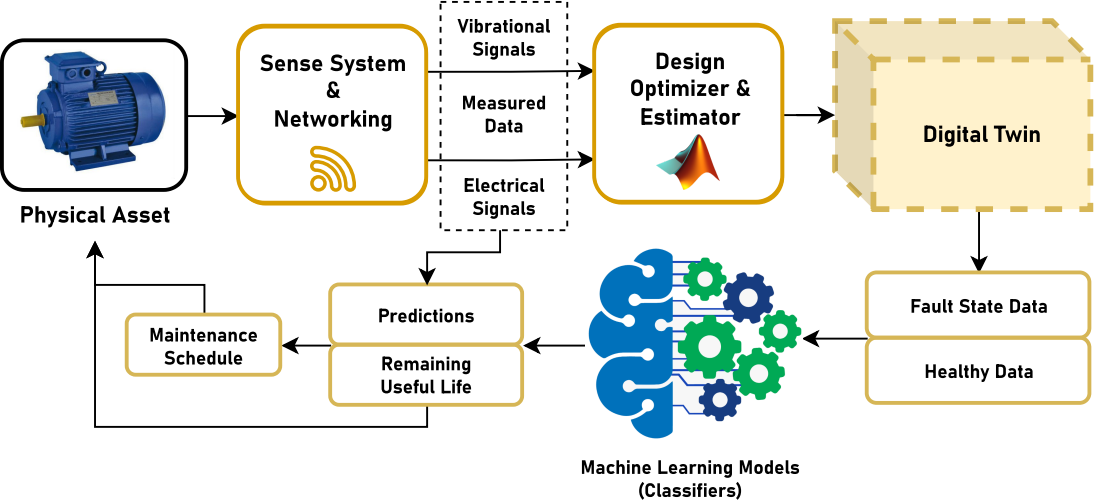 Vibrational
Signals
Sense System
&
Networking
Measured
Data
Electrical
Signals
Design
Optimizer &
Estimator
Digital Twin
Physical Asset
Fault State Data
Healthy Data
Predictions
Remaining
Useful Life
Maintenance
Schedule
Machine Learning Models
(Classifiers)